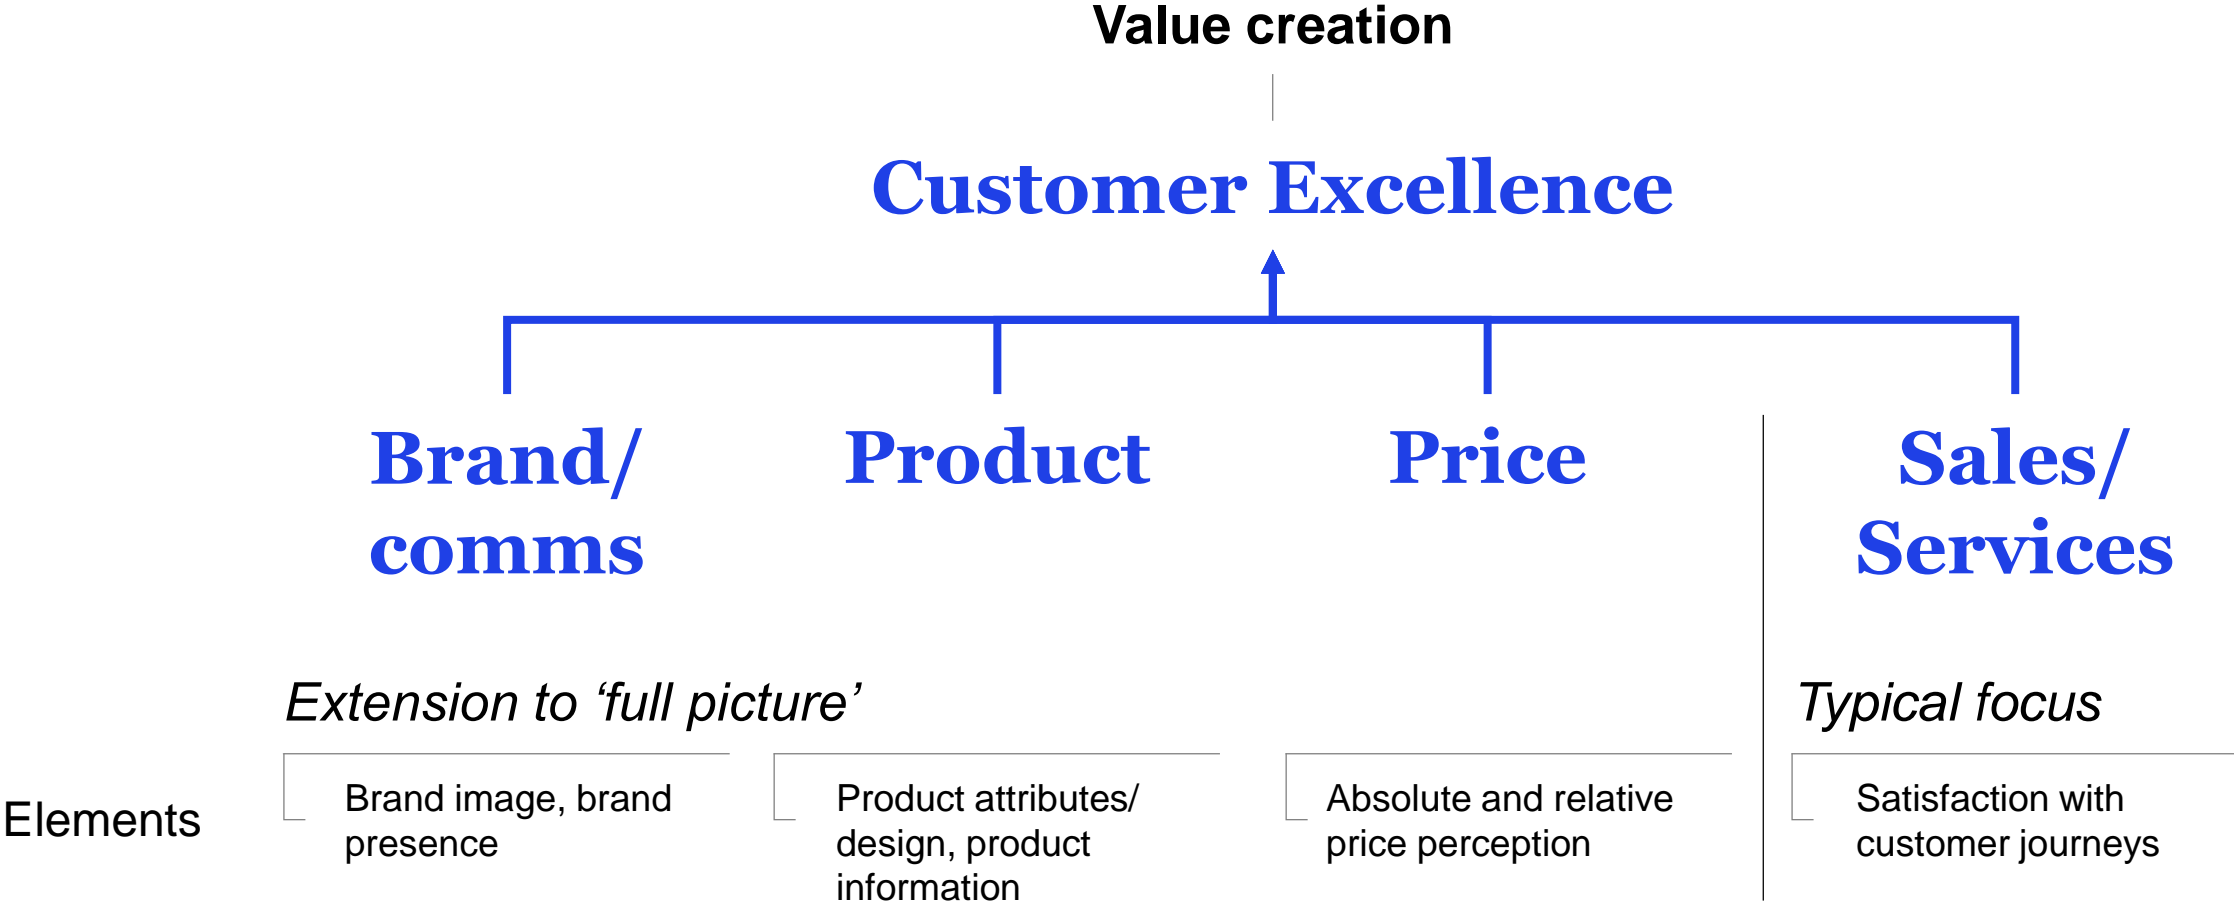 Value creation
Customer Excellence
Brand/
comms
Product
Price
Sales/
Services
Extension to ‘full picture’
Typical focus
Elements
Brand image, brand
presence
Product attributes/
design, product
information
Absolute and relative
price perception
Satisfaction with
customer journeys